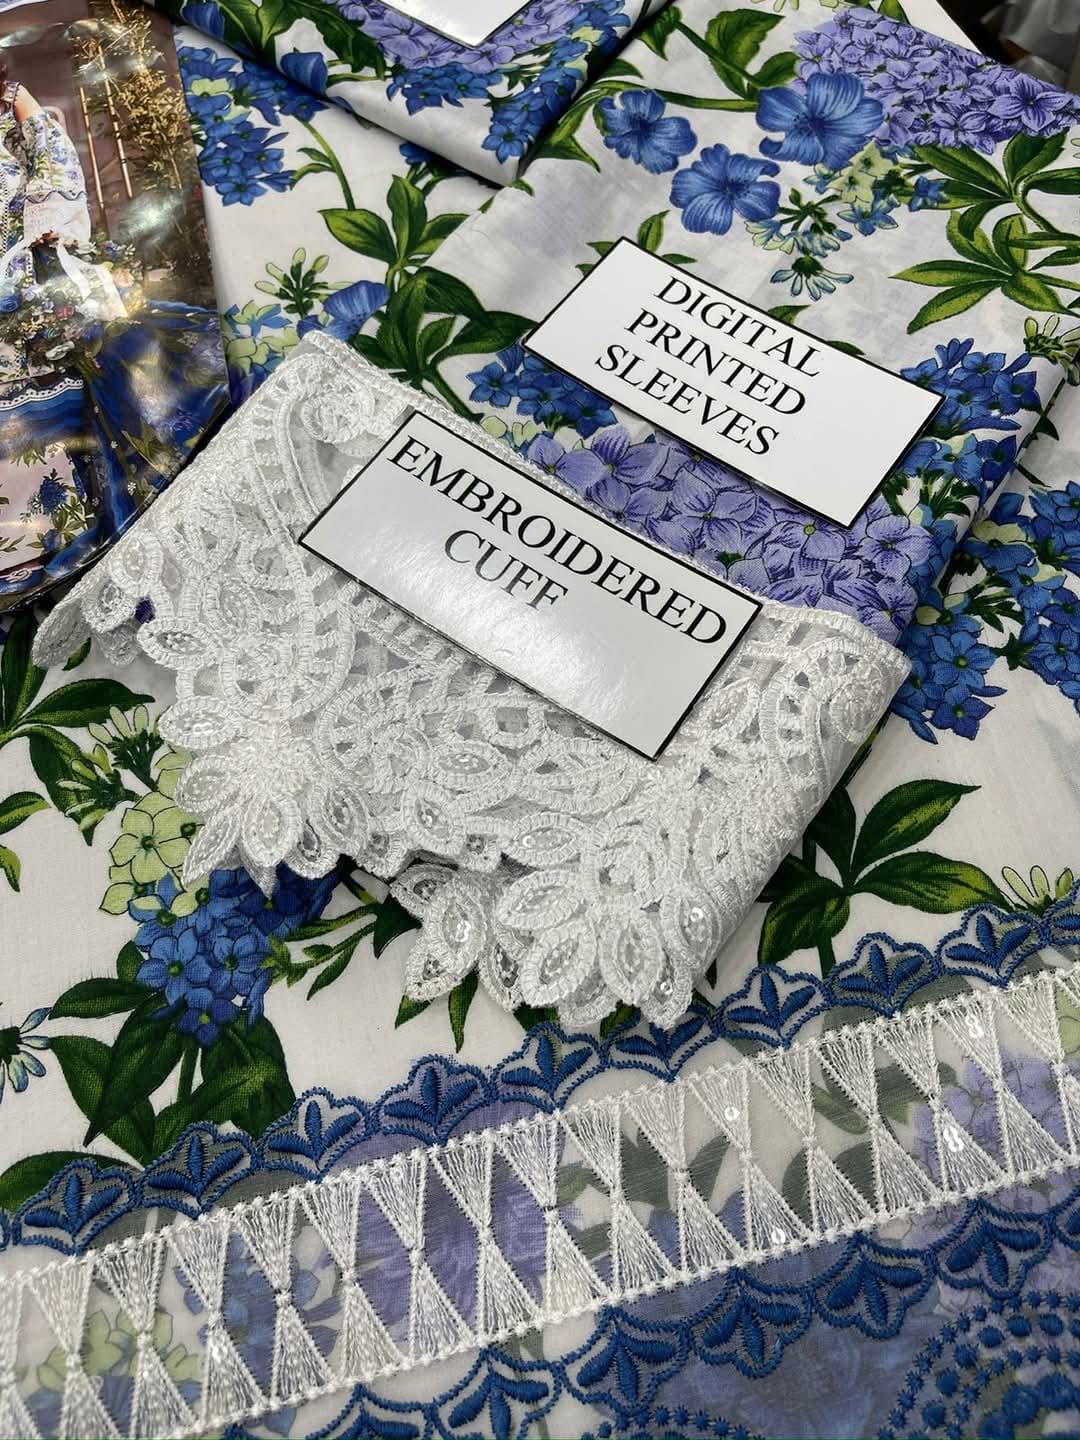 DIGITAL
PRINTED
SLEEVES
EMBROIDERED
CUFF